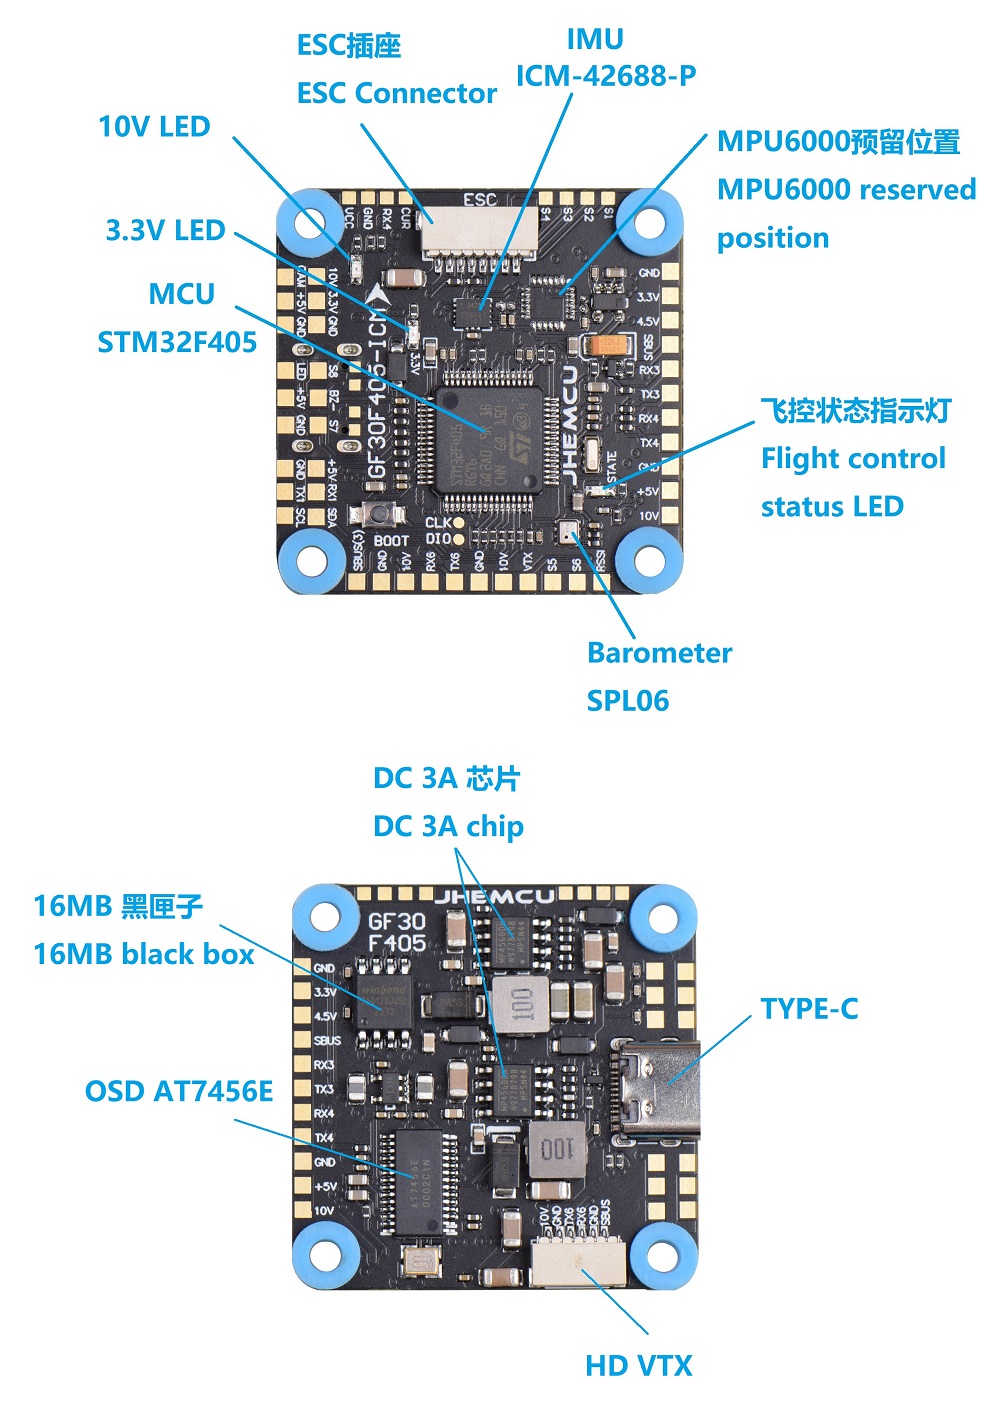 ESC插座
ESC Connector
IMU
ICM-42688-P
10V LED
MPU6000预留位置
MPU6000 reserved
position
3.3V LED
MCU
STM32F405
飞控状态指示灯
Flight control
status LED
Barometer
SPL06
ESC
VCC
GND
RX4
CUR
S4
S3
S2
S1
CAM +5V GND
10V 3.3V GND
LED +5V GND
S8 BZ- S7
GND TX1 SCL
+5V RX1 SDA
GF30F405-ICM
3.3V
GND
3.3V
4.5V
SBUS
RX3
TX3
RX4
TX4
GND
+5V
10V
STM32F405
JHEMCU
STATE
BOOT
CLK
DIO
SBUS(3)
GND
10V
RX6
TX6
GND
10V
VTX
S5
S6
RSSI
DC 3A 芯片
DC 3A chip
16MB 黑匣子
16MB black box
OSD AT7456E
TYPE-C
HD VTX
JHEMCU
GF30
F405
GND
3.3V
4.5V
SBUS
RX3
TX3
RX4
TX4
GND
+5V
10V
100
100
AT7456E
10V
GND
TX6
RX6
GND
SBUS